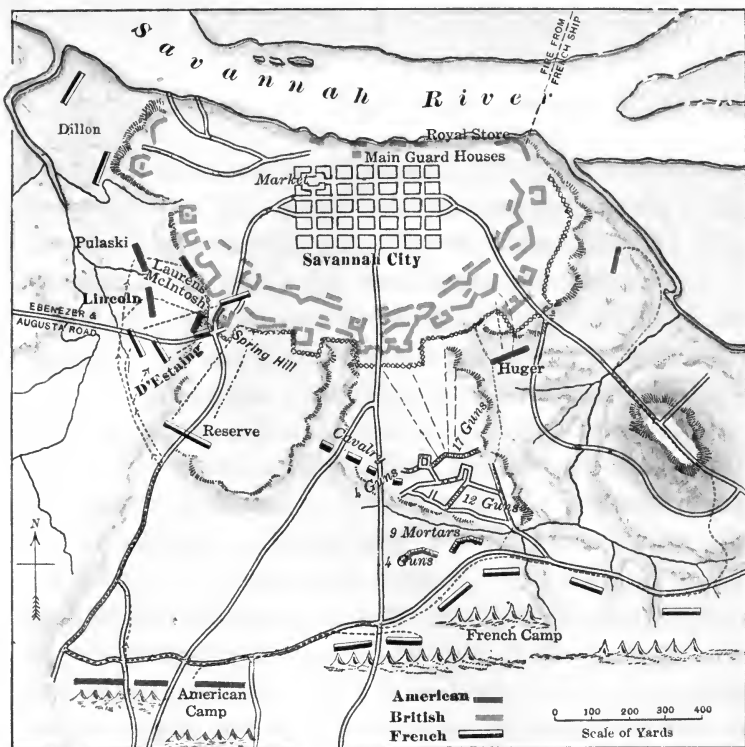 Savannah River
FIRE FROM
FRENCH SHIP
Dillon
Royal Store
Main Guard Houses
Market
Savannah City
Pulaski
Laurens
McIntosh
Lincoln
EBENEZER &
AUGUSTA ROAD
Spring Hill
D'Estaing
Huger
Reserve
Cavalry
17 Guns
4 Guns
12 Guns
9 Mortars
4 Guns
N
French Camp
American
Camp
American
British
French
0 100 200 300 400
Scale of Yards